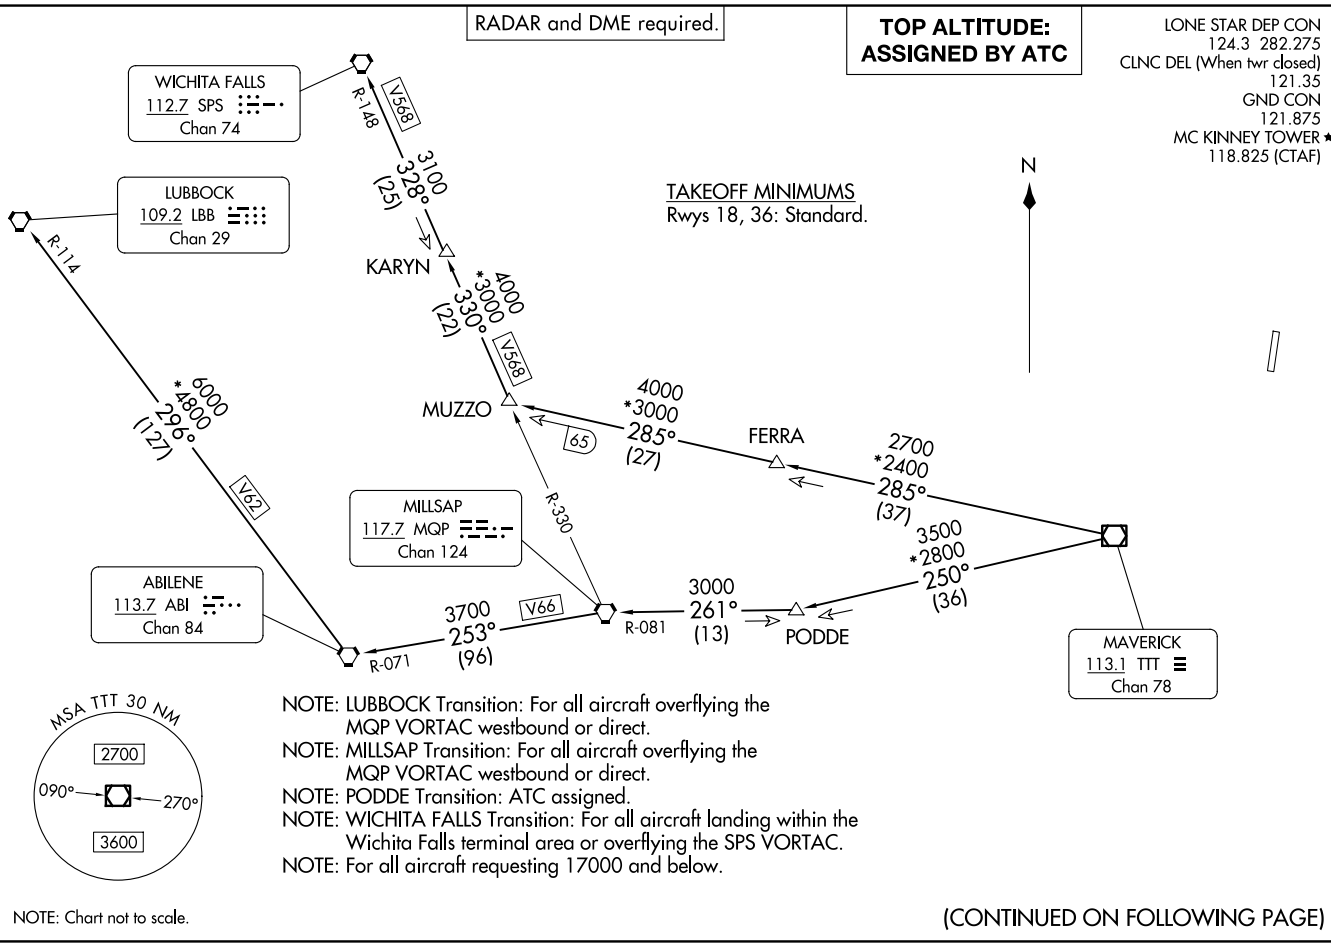 RADAR and DME required.
TOP ALTITUDE:
ASSIGNED BY ATC
LONE STAR DEP CON
124.3 282.275
CLNC DEL (When twr closed)
121.35
GND CON
121.875
MC KINNEY TOWER ★
118.825 (CTAF)
WICHITA FALLS
112.7 SPS
Chan 74
R-148
V568
3100
328°
(25)
LUBBOCK
109.2 LBB
Chan 29
R-114
KARYN
TAKEOFF MINIMUMS
Rwys 18, 36: Standard.
N
4000
*3000
330°
(22)
V568
MUZZO
65
4000
*3000
285°
(27)
FERRA
2700
*2400
285°
(37)
6000
*4800
296°
(127)
V62
R-330
MILLSAP
117.7 MQP
Chan 124
3500
*2800
250°
(36)
ABILENE
113.7 ABI
Chan 84
R-071
3700
253°
(96)
V66
R-081
3000
261°
(13)
PODDE
MAVERICK
113.1 TTT
Chan 78
MSA TTT 30 NM
2700
090°
270°
3600
NOTE: LUBBOCK Transition: For all aircraft overflying the
MQP VORTAC westbound or direct.
NOTE: MILLSAP Transition: For all aircraft overflying the
MQP VORTAC westbound or direct.
NOTE: PODDE Transition: ATC assigned.
NOTE: WICHITA FALLS Transition: For all aircraft landing within the
Wichita Falls terminal area or overflying the SPS VORTAC.
NOTE: For all aircraft requesting 17000 and below.
NOTE: Chart not to scale.
(CONTINUED ON FOLLOWING PAGE)